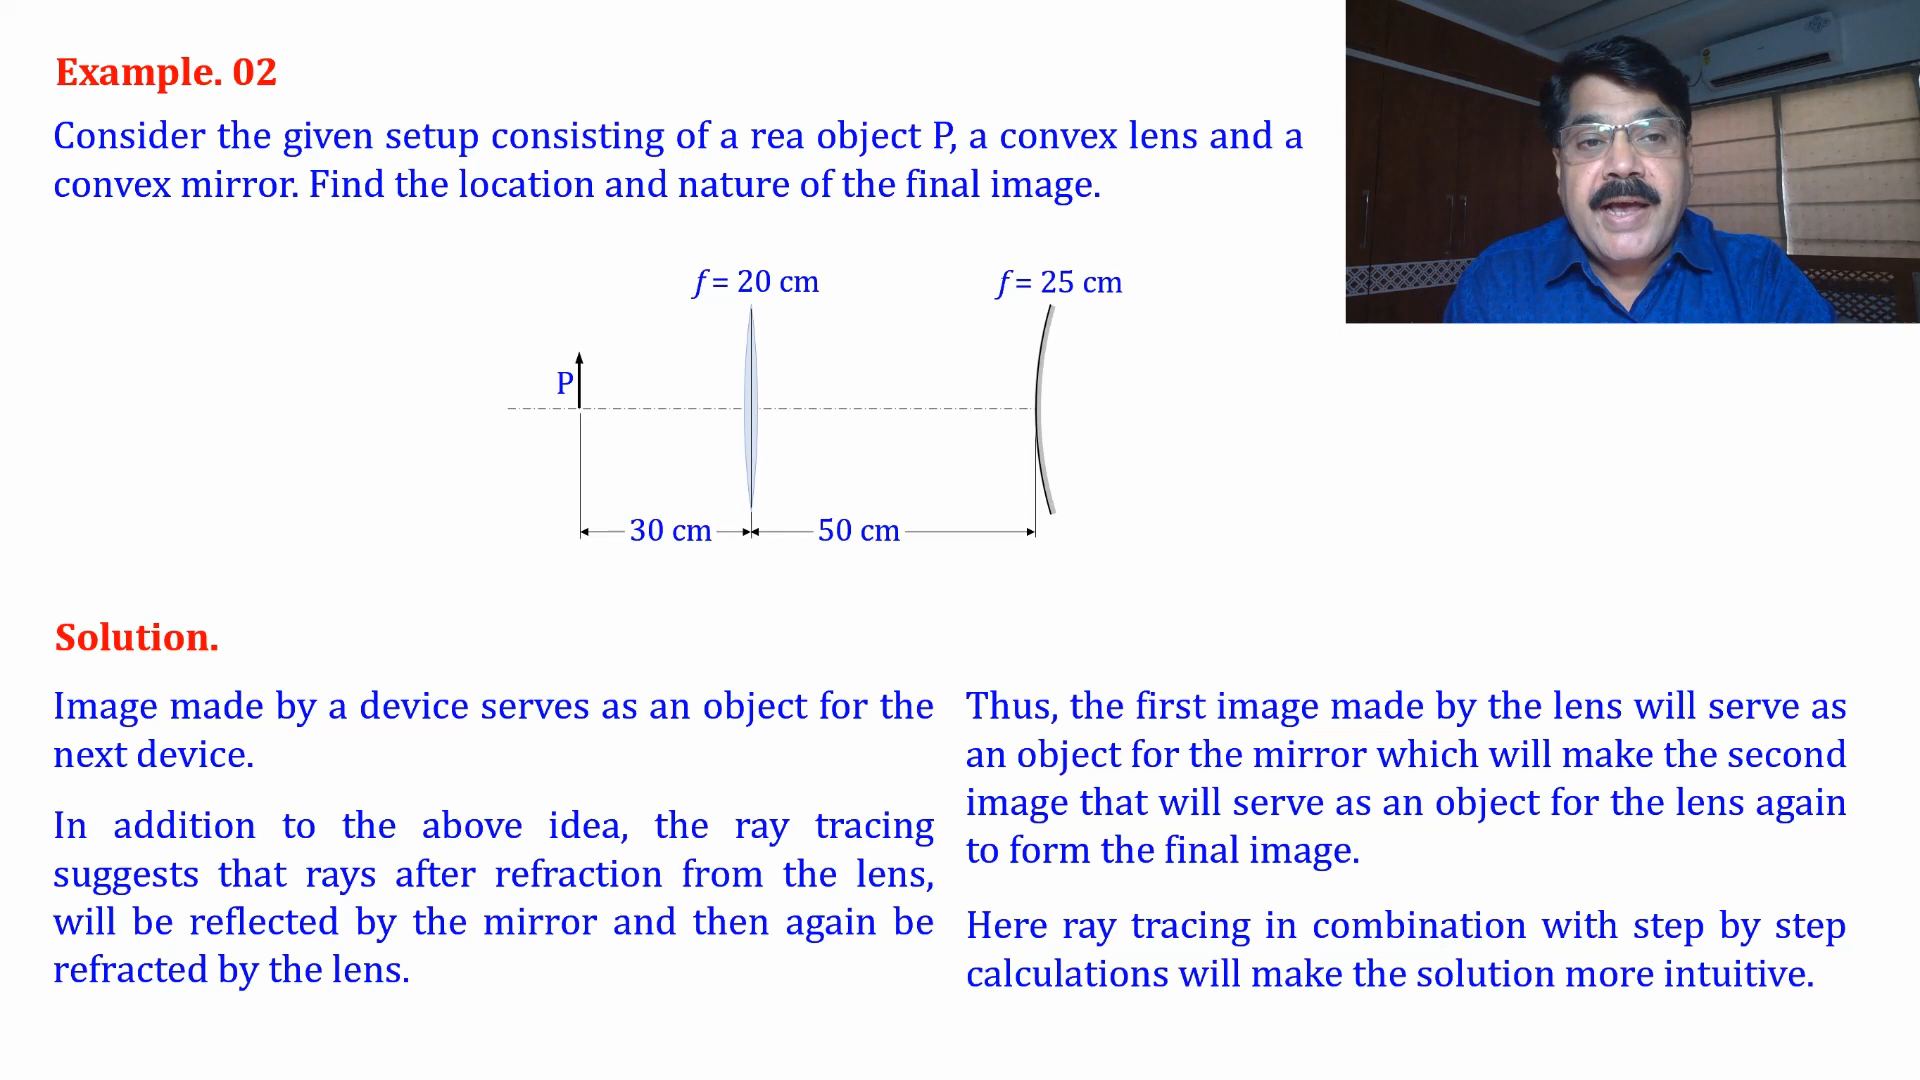 Example. 02
Consider the given setup consisting of a rea object P, a convex lens and a
convex mirror. Find the location and nature of the final image.
f = 20 cm
f = 25 cm
P
30 cm
50 cm
Solution.
Image made by a device serves as an object for the
next device.
In addition to the above idea, the ray tracing
suggests that rays after refraction from the lens,
will be reflected by the mirror and then again be
refracted by the lens.
Thus, the first image made by the lens will serve as
an object for the mirror which will make the second
image that will serve as an object for the lens again
to form the final image.
Here ray tracing in combination with step by step
calculations will make the solution more intuitive.